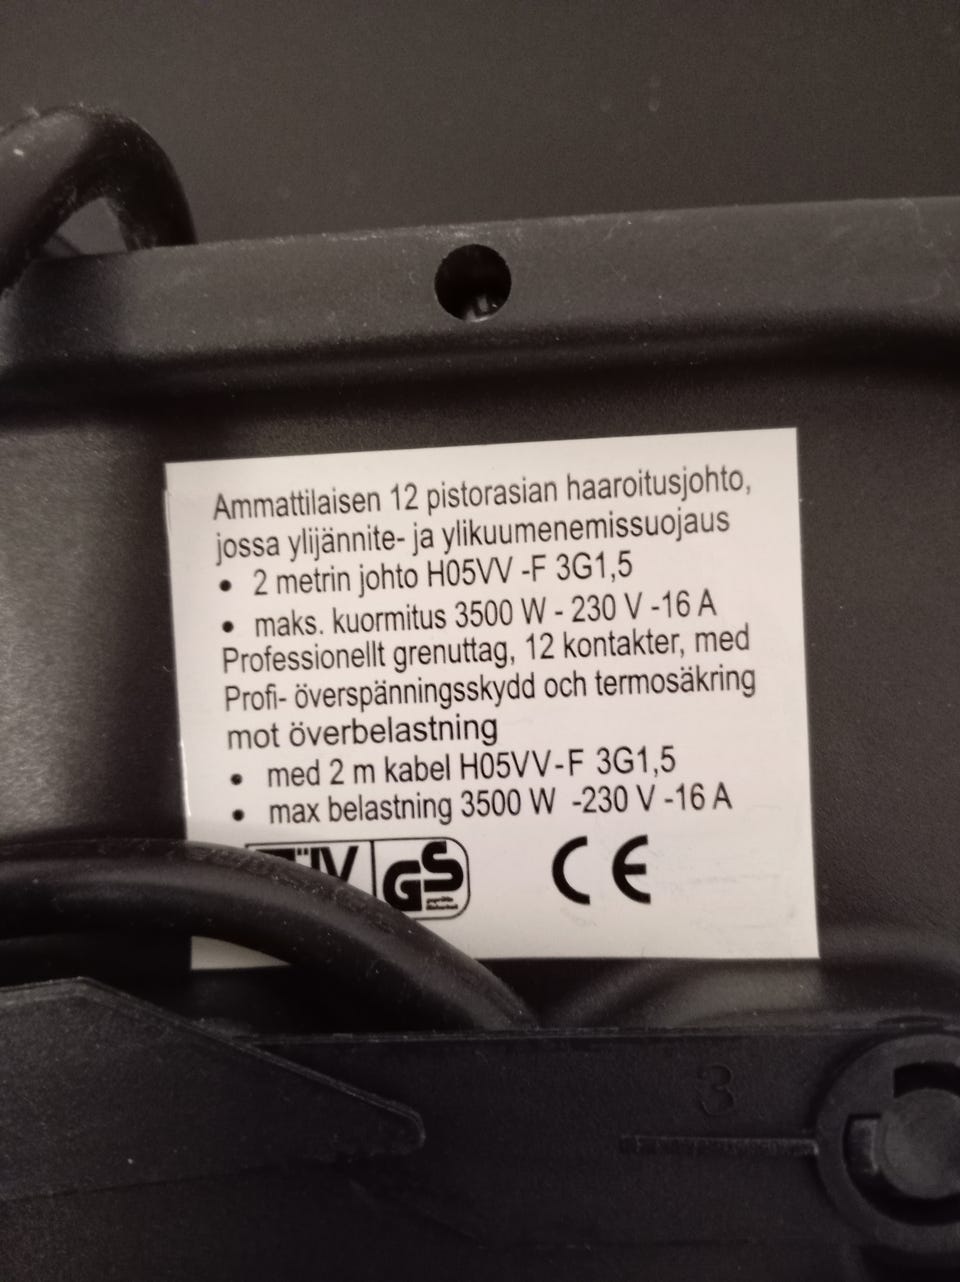 Ammattilaisen 12 pistorasian haaroitusjohto,
jossa ylijännite- ja ylikuumenemissuojaus
• 2 metrin johto H05VV -F 3G1,5
• maks. kuormitus 3500 W - 230 V -16 A
Professionellt grenuttag, 12 kontakter, med
Profi- överspänningsskydd och termosäkring
mot överbelastning
• med 2 m kabel H05VV-F 3G1,5
• max belastning 3500 W -230 V -16 A
GS CE
3